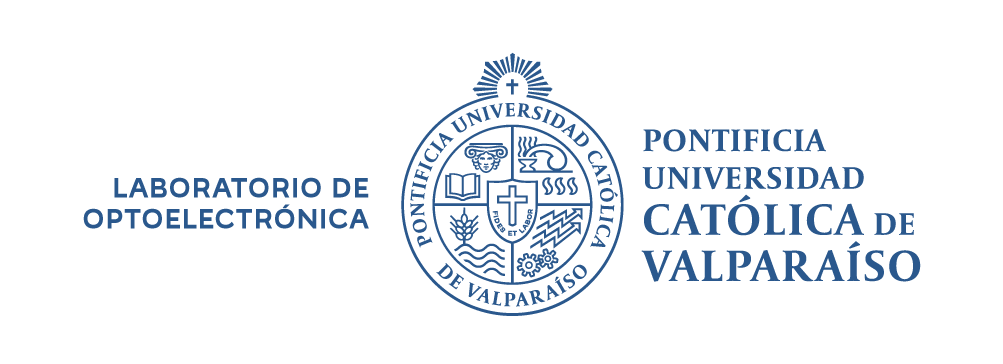 LABORATORIO DE
OPTOELECTRÓNICA
PONTIFICIA UNIVERSIDAD CATÓLICA
DE VALPARAÍSO
FIDES ET LABOR
PONTIFICIA
UNIVERSIDAD
CATÓLICA DE
VALPARAÍSO